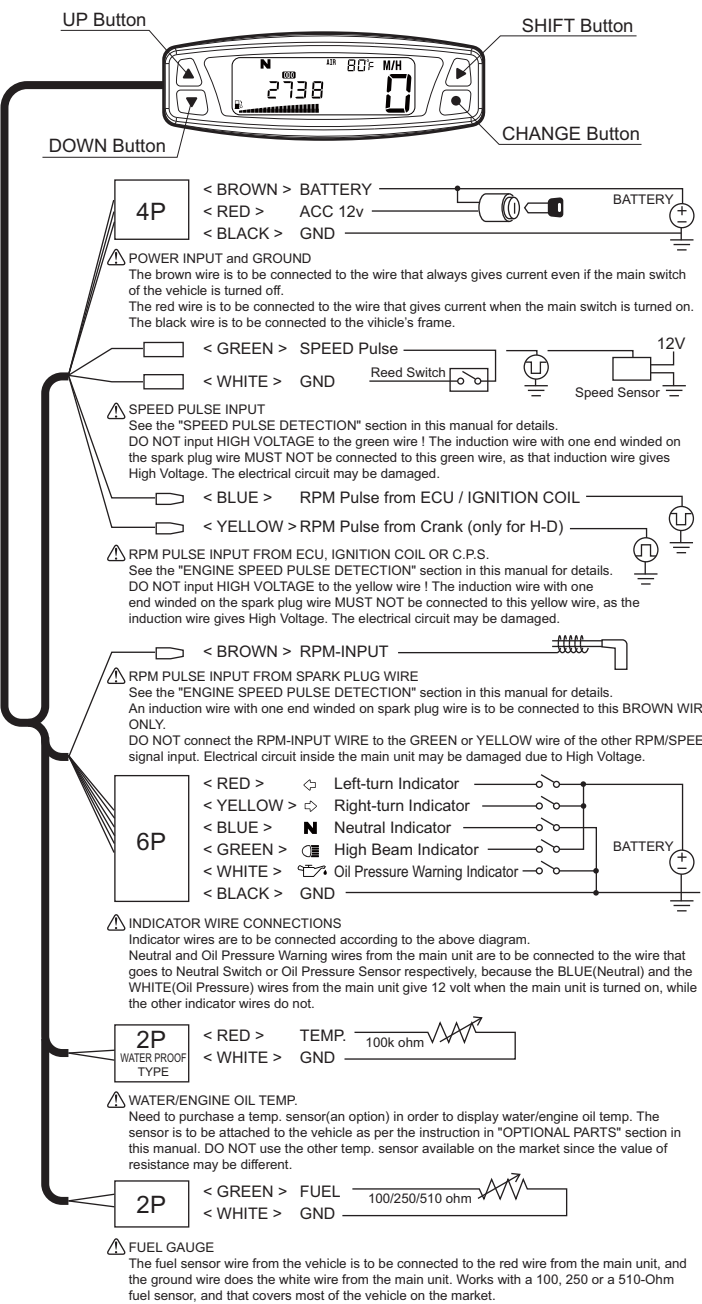 UP Button
SHIFT Button
N AIR 80°F M/H
ODO
2738 0
DOWN Button
CHANGE Button
4P
< BROWN > BATTERY
BATTERY
< RED > ACC 12v
< BLACK > GND
POWER INPUT and GROUND
The brown wire is to be connected to the wire that always gives current even if the main switch
of the vehicle is turned off.
The red wire is to be connected to the wire that gives current when the main switch is turned on.
The black wire is to be connected to the vihicle's frame.
< GREEN > SPEED Pulse
12V
< WHITE > GND
Reed Switch
Speed Sensor
SPEED PULSE INPUT
See the "SPEED PULSE DETECTION" section in this manual for details.
DO NOT input HIGH VOLTAGE to the green wire ! The induction wire with one end winded on
the spark plug wire MUST NOT be connected to this green wire, as that induction wire gives
High Voltage. The electrical circuit may be damaged.
< BLUE > RPM Pulse from ECU / IGNITION COIL
< YELLOW > RPM Pulse from Crank (only for H-D)
RPM PULSE INPUT FROM ECU, IGNITION COIL OR C.P.S.
See the "ENGINE SPEED PULSE DETECTION" section in this manual for details.
DO NOT input HIGH VOLTAGE to the yellow wire ! The induction wire with one
end winded on the spark plug wire MUST NOT be connected to this yellow wire, as the
induction wire gives High Voltage. The electrical circuit may be damaged.
< BROWN > RPM-INPUT
RPM PULSE INPUT FROM SPARK PLUG WIRE
See the "ENGINE SPEED PULSE DETECTION" section in this manual for details.
An induction wire with one end winded on spark plug wire is to be connected to this BROWN WIR
ONLY.
DO NOT connect the RPM-INPUT WIRE to the GREEN or YELLOW wire of the other RPM/SPEE
signal input. Electrical circuit inside the main unit may be damaged due to High Voltage.
6P
< RED > Left-turn Indicator
< YELLOW > Right-turn Indicator
< BLUE > N Neutral Indicator
< GREEN > High Beam Indicator
BATTERY
< WHITE > Oil Pressure Warning Indicator
< BLACK > GND
INDICATOR WIRE CONNECTIONS
Indicator wires are to be connected according to the above diagram.
Neutral and Oil Pressure Warning wires from the main unit are to be connected to the wire that
goes to Neutral Switch or Oil Pressure Sensor respectively, because the BLUE(Neutral) and the
WHITE(Oil Pressure) wires from the main unit give 12 volt when the main unit is turned on, while
the other indicator wires do not.
2P
WATER PROOF
TYPE
< RED > TEMP.
100k ohm
< WHITE > GND
WATER/ENGINE OIL TEMP.
Need to purchase a temp. sensor(an option) in order to display water/engine oil temp. The
sensor is to be attached to the vehicle as per the instruction in "OPTIONAL PARTS" section in
this manual. DO NOT use the other temp. sensor available on the market since the value of
resistance may be different.
2P
< GREEN > FUEL
100/250/510 ohm
< WHITE > GND
FUEL GAUGE
The fuel sensor wire from the vehicle is to be connected to the red wire from the main unit, and
the ground wire does the white wire from the main unit. Works with a 100, 250 or a 510-Ohm
fuel sensor, and that covers most of the vehicle on the market.